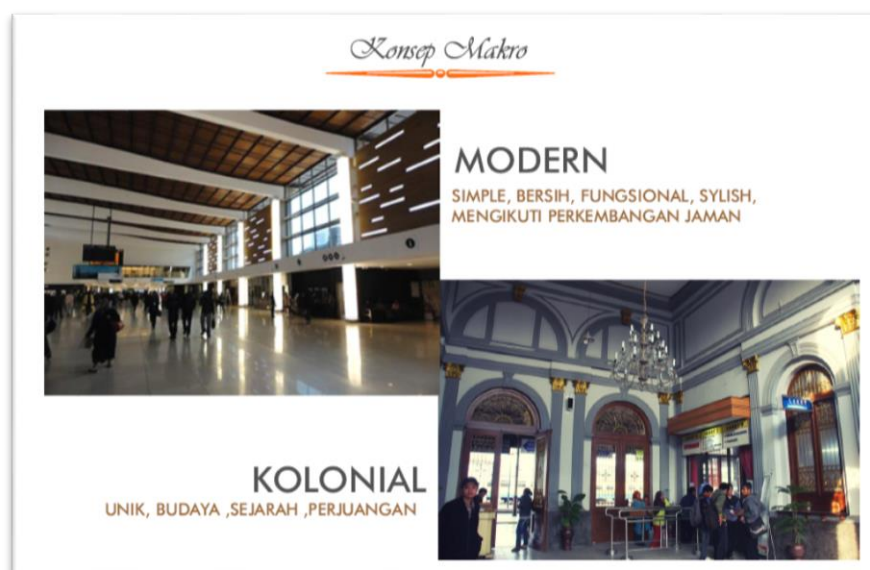 Konsep Makro
MODERN
SIMPLE, BERSIH, FUNGSIONAL, SYLISH,
MENGIKUTI PERKEMBANGAN JAMAN
KOLONIAL
UNIK, BUDAYA ,SEJARAH ,PERJUANGAN